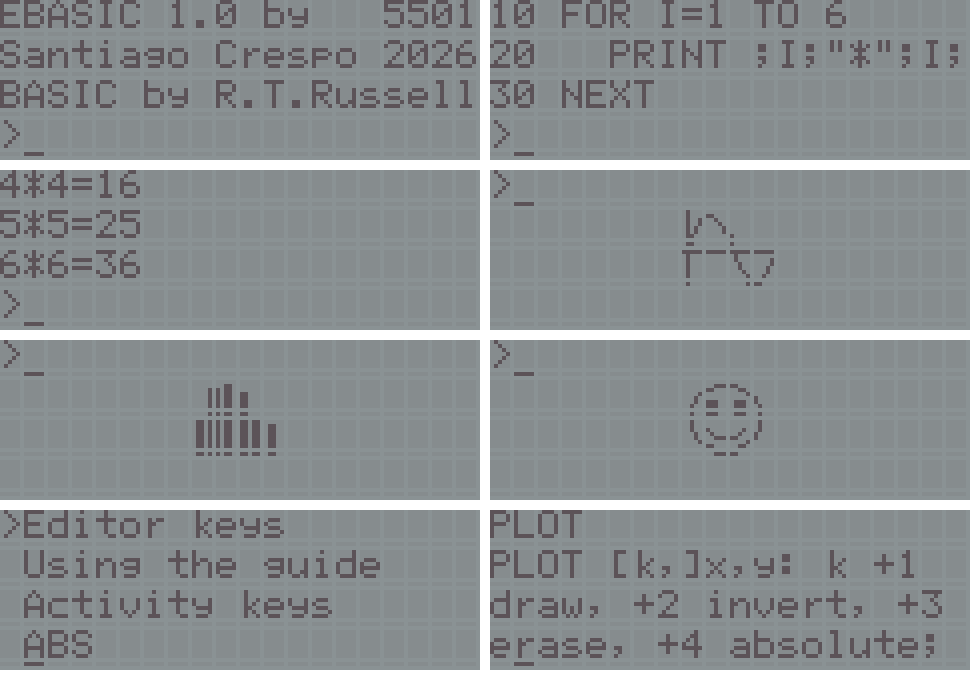 EBASIC 1.0 by   5501
Santiago Crespo 2026
BASIC by R.T.Russell
>_
10 FOR I=1 TO 6
20   PRINT ;I;"*";I;
30 NEXT
>_
4*4=16
5*5=25
6*6=36
>_
>_
>_
>_
>Editor keys
Using the guide
Activity keys
ABS
PLOT
PLOT [k,]x,y: k +1
draw, +2 invert, +3
erase, +4 absolute;